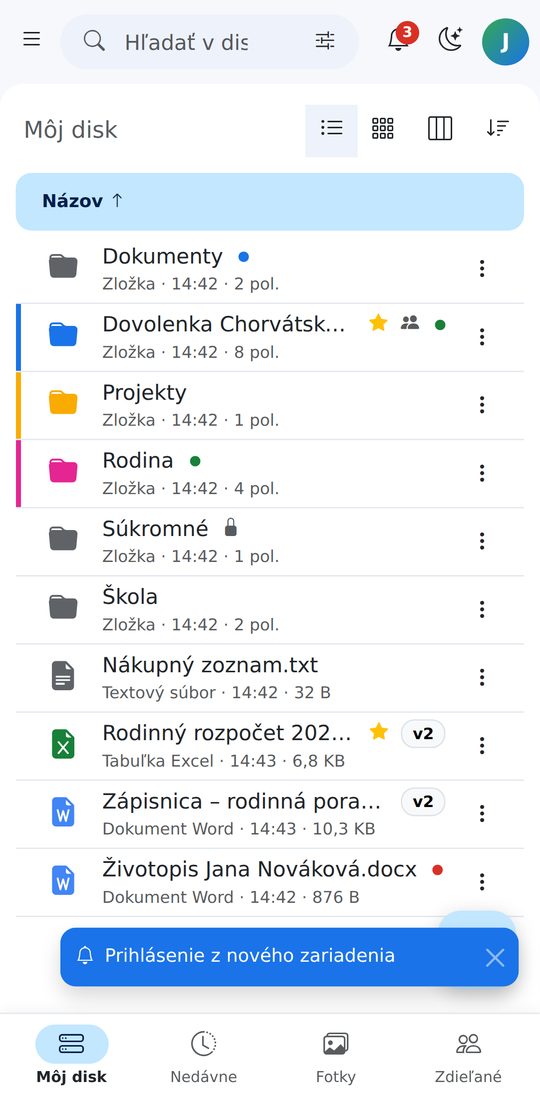 Hľadať v dis
3
J
Môj disk
Názov ↑
Dokumenty
Zložka · 14:42 · 2 pol.
Dovolenka Chorvátsk…
Zložka · 14:42 · 8 pol.
Projekty
Zložka · 14:42 · 1 pol.
Rodina
Zložka · 14:42 · 4 pol.
Súkromné
Zložka · 14:42 · 1 pol.
Škola
Zložka · 14:42 · 2 pol.
Nákupný zoznam.txt
Textový súbor · 14:42 · 32 B
Rodinný rozpočet 202… v2
Tabuľka Excel · 14:43 · 6,8 KB
Zápisnica – rodinná pora… v2
Dokument Word · 14:43 · 10,3 KB
Životopis Jana Nováková.docx
Dokument Word · 14:42 · 876 B
Prihlásenie z nového zariadenia
Môj disk
Nedávne
Fotky
Zdieľané